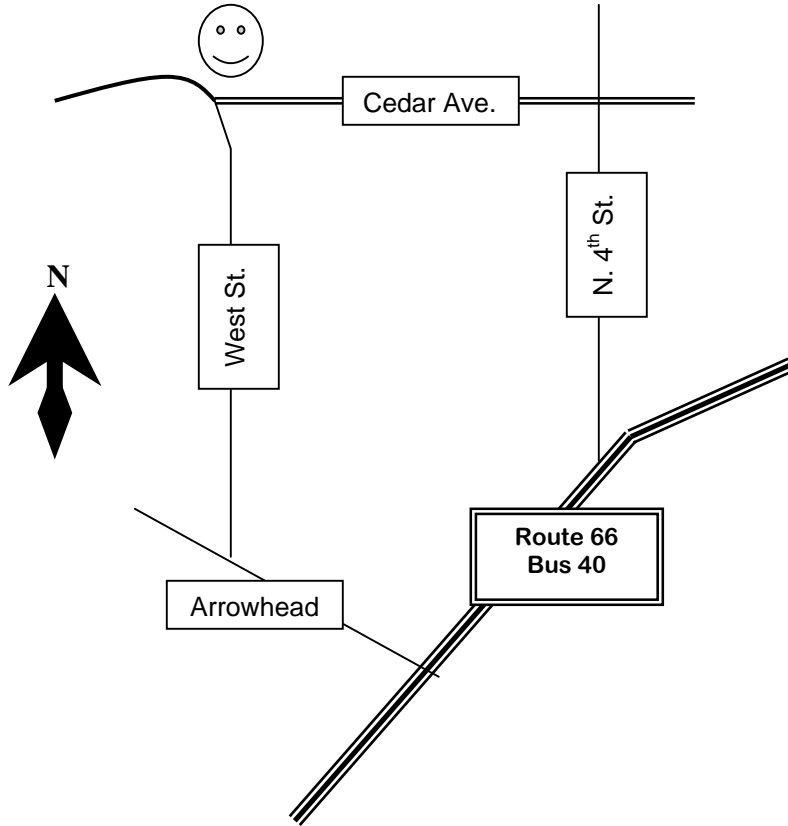 Cedar Ave.
N. 4th St.
West St.
N
Route 66
Bus 40
Arrowhead